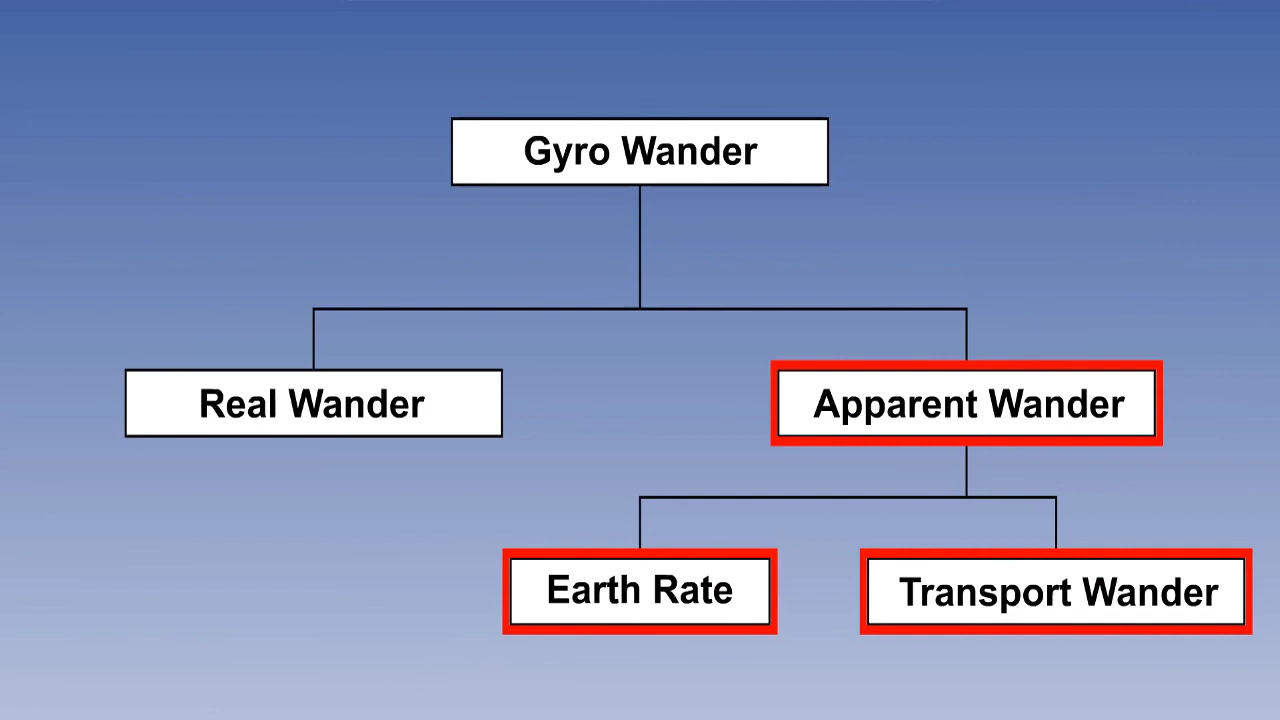 Gyro Wander
Real Wander
Apparent Wander
Earth Rate
Transport Wander